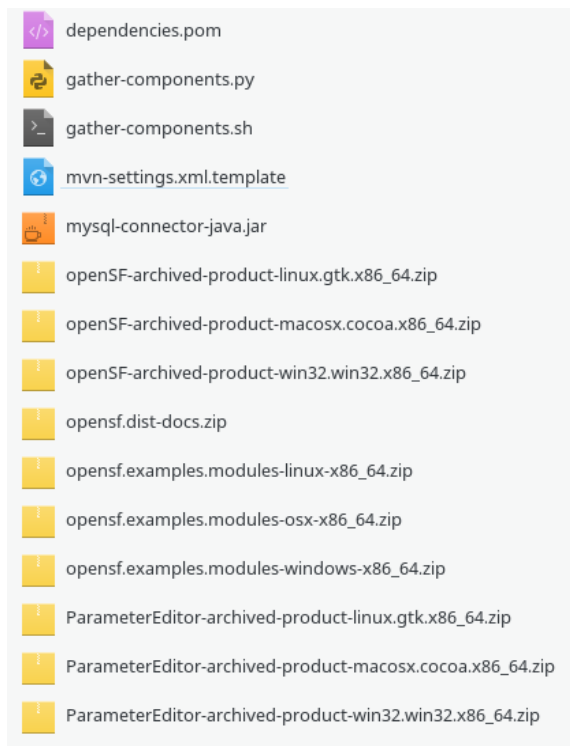 dependencies.pom
gather-components.py
gather-components.sh
mvn-settings.xml.template
mysql-connector-java.jar
openSF-archived-product-linux.gtk.x86_64.zip
openSF-archived-product-macosx.cocoa.x86_64.zip
openSF-archived-product-win32.win32.x86_64.zip
opensf.dist-docs.zip
opensf.examples.modules-linux-x86_64.zip
opensf.examples.modules-osx-x86_64.zip
opensf.examples.modules-windows-x86_64.zip
ParameterEditor-archived-product-linux.gtk.x86_64.zip
ParameterEditor-archived-product-macosx.cocoa.x86_64.zip
ParameterEditor-archived-product-win32.win32.x86_64.zip